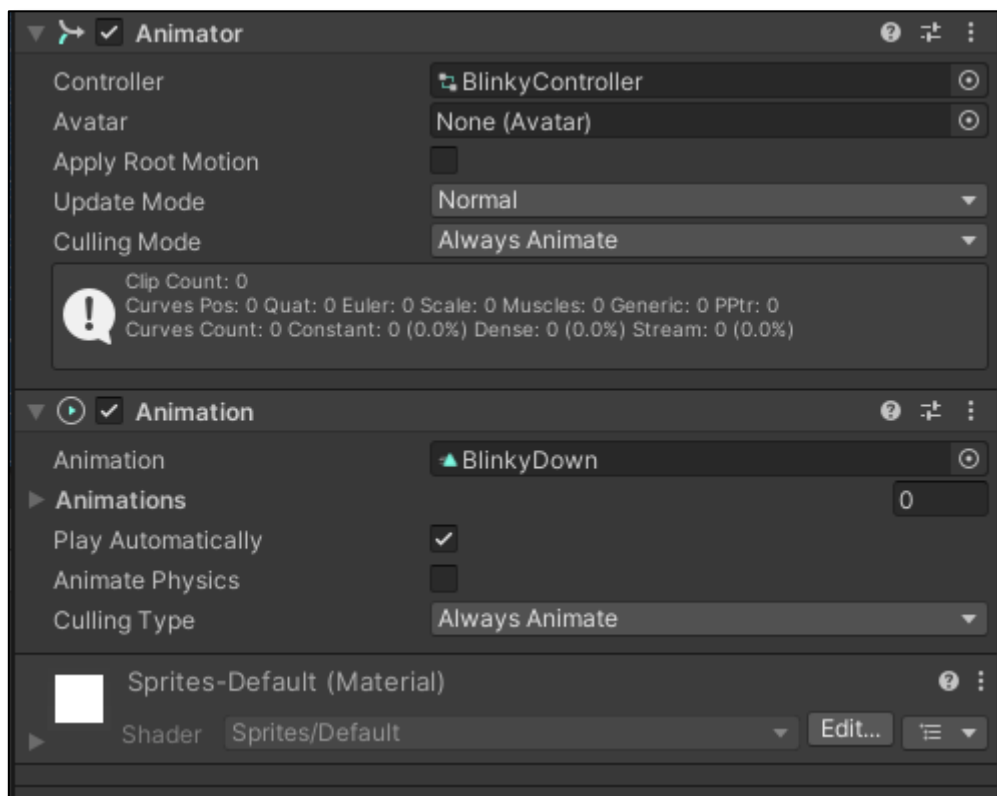 Animator
Controller BlinkyController
Avatar None (Avatar)
Apply Root Motion
Update Mode Normal
Culling Mode Always Animate
Clip Count: 0
Curves Pos: 0 Quat: 0 Euler: 0 Scale: 0 Muscles: 0 Generic: 0 PPtr: 0
Curves Count: 0 Constant: 0 (0.0%) Dense: 0 (0.0%) Stream: 0 (0.0%)
Animation
Animation BlinkyDown
Animations 0
Play Automatically
Animate Physics
Culling Type Always Animate
Sprites-Default (Material)
Shader Sprites/Default Edit...